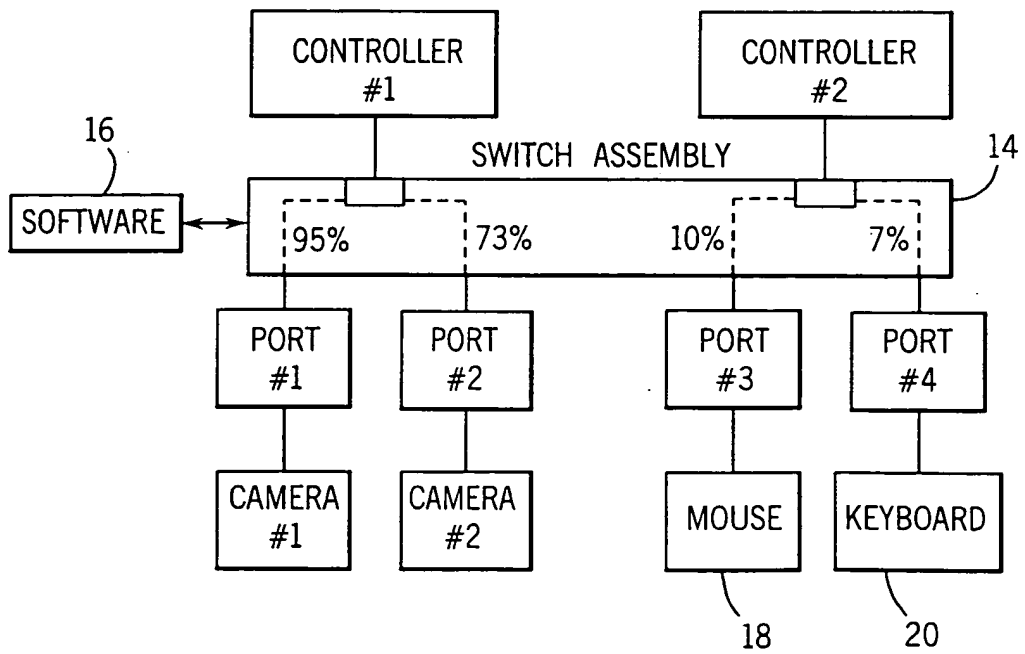 CONTROLLER
#1
CONTROLLER
#2
16
SWITCH ASSEMBLY
14
SOFTWARE
95%
73%
10%
7%
PORT
#1
PORT
#2
PORT
#3
PORT
#4
CAMERA
#1
CAMERA
#2
MOUSE
KEYBOARD
18
20